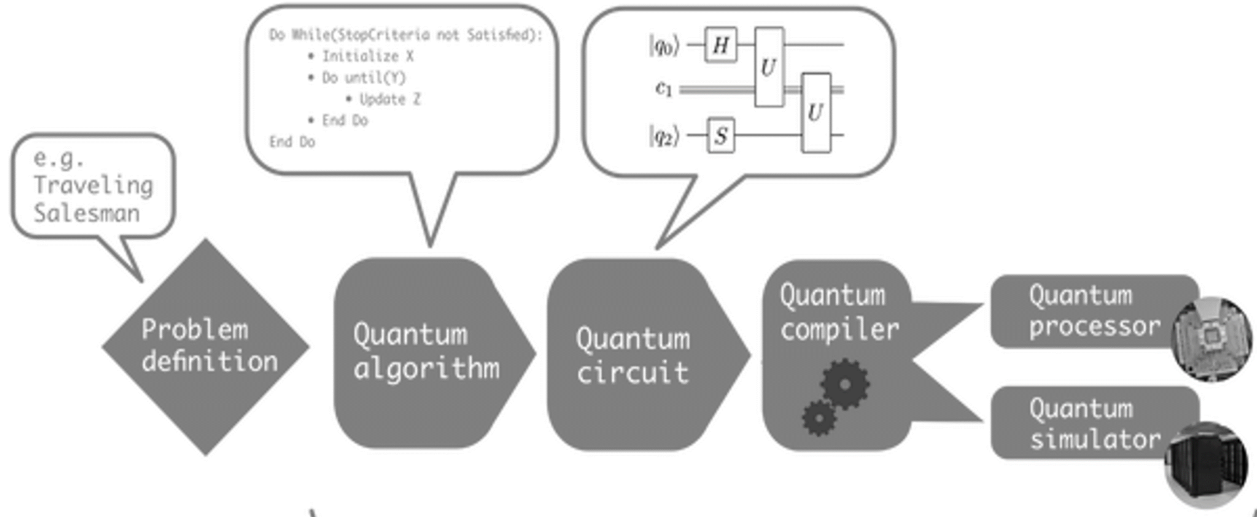 e.g.
Traveling
Salesman
Do While(StopCriteria not Satisfied):
• Initialize X
• Do until(Y)
• Update Z
• End Do
End Do
|q₀⟩ H
U
c₁
U
|q₂⟩ S
Problem
definition
Quantum
algorithm
Quantum
circuit
Quantum
compiler
Quantum
processor
Quantum
simulator